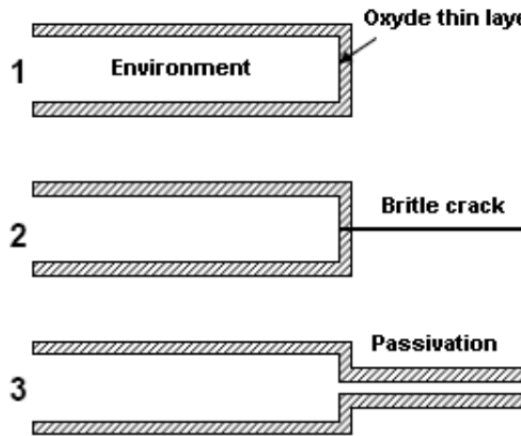 Oxyde thin laye
1
Environment
Britle crack
2
Passivation
3